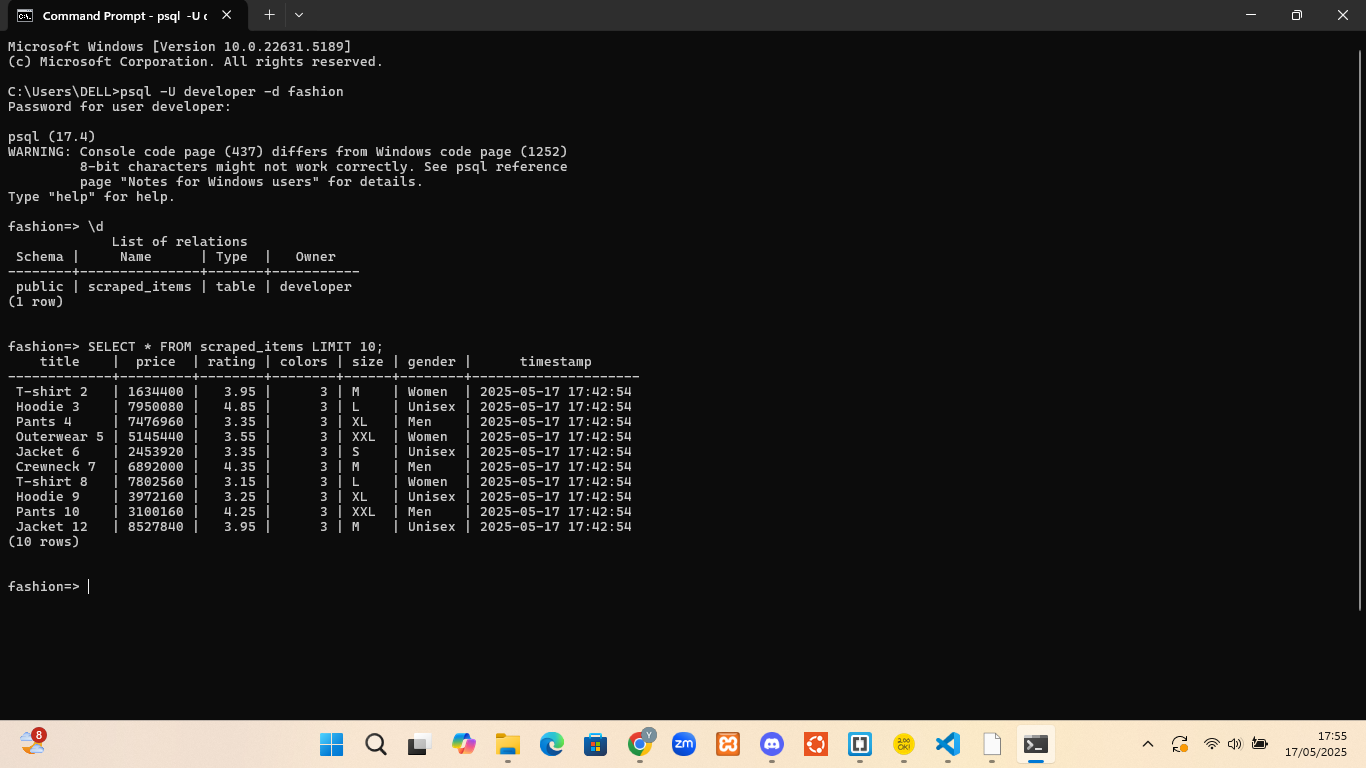 Command Prompt - psql -U d
Microsoft Windows [Version 10.0.22631.5189]
(c) Microsoft Corporation. All rights reserved.
C:\Users\DELL>psql -U developer -d fashion
Password for user developer:
psql (17.4)
WARNING: Console code page (437) differs from Windows code page (1252)
         8-bit characters might not work correctly. See psql reference
         page "Notes for Windows users" for details.
Type "help" for help.
fashion=> \d
             List of relations
 Schema |     Name      | Type  |   Owner
--------+---------------+-------+-----------
 public | scraped_items | table | developer
(1 row)
fashion=> SELECT * FROM scraped_items LIMIT 10;
    title    |  price  | rating | colors | size | gender |      timestamp
-------------+---------+--------+--------+------+--------+---------------------
 T-shirt 2   | 1634400 |   3.95 |      3 | M    | Women  | 2025-05-17 17:42:54
 Hoodie 3    | 7950080 |   4.85 |      3 | L    | Unisex | 2025-05-17 17:42:54
 Pants 4     | 7476960 |   3.35 |      3 | XL   | Men    | 2025-05-17 17:42:54
 Outerwear 5 | 5145440 |   3.55 |      3 | XXL  | Women  | 2025-05-17 17:42:54
 Jacket 6    | 2453920 |   3.35 |      3 | S    | Unisex | 2025-05-17 17:42:54
 Crewneck 7  | 6892000 |   4.35 |      3 | M    | Men    | 2025-05-17 17:42:54
 T-shirt 8   | 7802560 |   3.15 |      3 | L    | Women  | 2025-05-17 17:42:54
 Hoodie 9    | 3972160 |   3.25 |      3 | XL   | Unisex | 2025-05-17 17:42:54
 Pants 10    | 3100160 |   4.25 |      3 | XXL  | Men    | 2025-05-17 17:42:54
 Jacket 12   | 8527840 |   3.95 |      3 | M    | Unisex | 2025-05-17 17:42:54
(10 rows)
fashion=>
8
Y
zm
2.00
OK!
17:55
17/05/2025